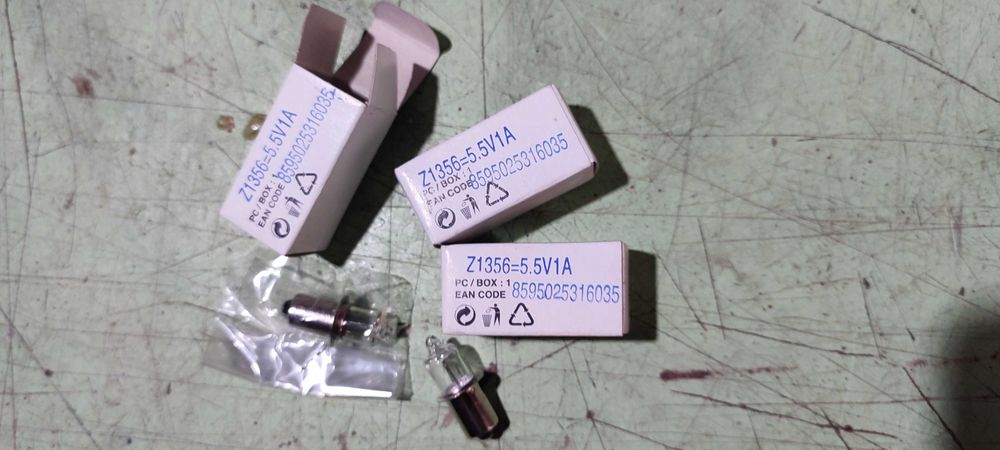 Z1356=5.5V1A
PC / BOX : 1
EAN CODE 8595025316035
Z1356=5.5V1A
PC / BOX : 1
EAN CODE 8595025316035
Z1356=5.5V1A
PC / BOX : 1
EAN CODE 8595025316035